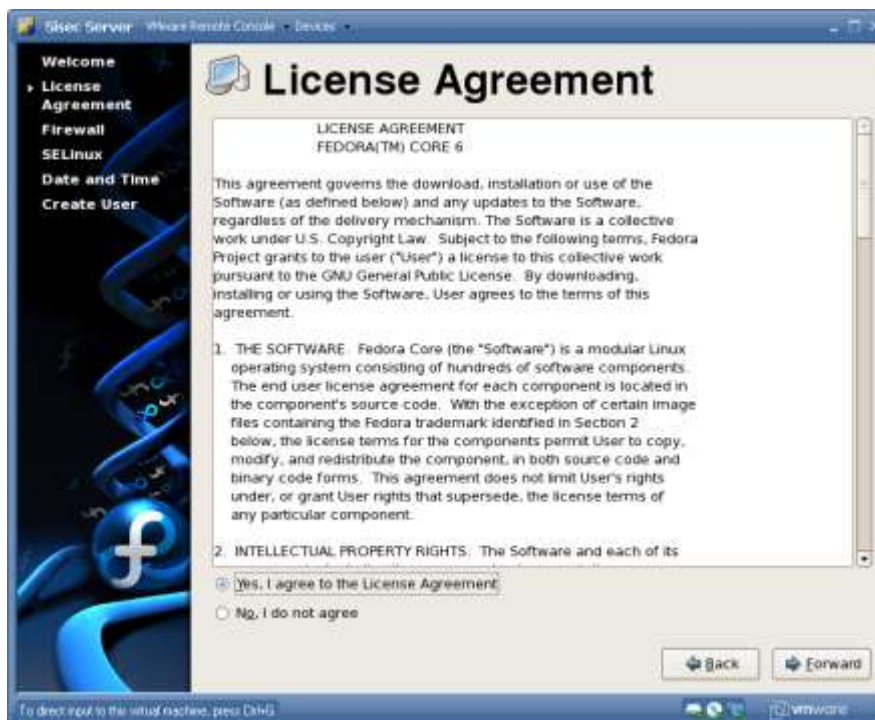 Sisec Server VMware Remote Console Devices
Welcome
License
Agreement
Firewall
SELinux
Date and Time
Create User
License Agreement
LICENSE AGREEMENT
FEDORA(TM) CORE 6
This agreement governs the download, installation or use of the
Software (as defined below) and any updates to the Software,
regardless of the delivery mechanism. The Software is a collective
work under U.S. Copyright Law. Subject to the following terms, Fedora
Project grants to the user ("User") a license to this collective work
pursuant to the GNU General Public License. By downloading,
installing or using the Software, User agrees to the terms of this
agreement.
1. THE SOFTWARE. Fedora Core (the "Software") is a modular Linux
operating system consisting of hundreds of software components.
The end user license agreement for each component is located in
the component's source code. With the exception of certain image
files containing the Fedora trademark identified in Section 2
below, the license terms for the components permit User to copy,
modify, and redistribute the component, in both source code and
binary code forms. This agreement does not limit User's rights
under, or grant User rights that supersede, the license terms of
any particular component.
2. INTELLECTUAL PROPERTY RIGHTS. The Software and each of its
Yes, I agree to the License Agreement
No, I do not agree
Back
Forward
To direct input to this virtual machine, press Ctrl+G.
vmware